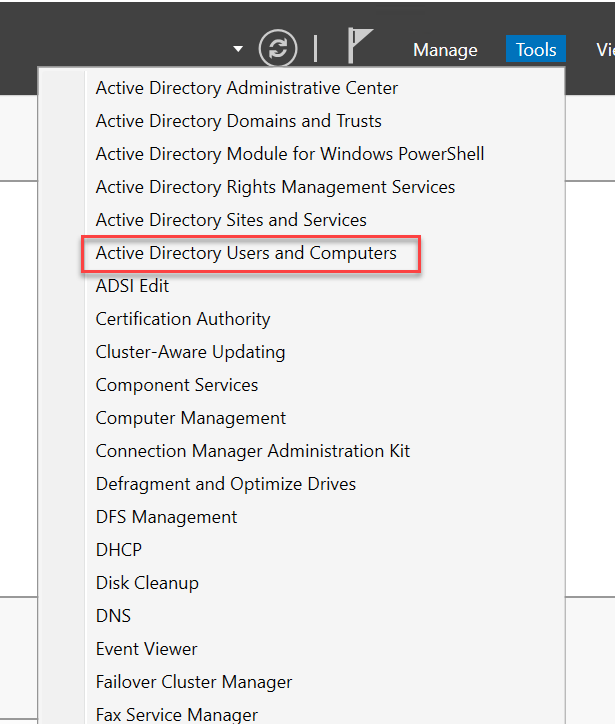 Manage Tools
Active Directory Administrative Center
Active Directory Domains and Trusts
Active Directory Module for Windows PowerShell
Active Directory Rights Management Services
Active Directory Sites and Services
Active Directory Users and Computers
ADSI Edit
Certification Authority
Cluster-Aware Updating
Component Services
Computer Management
Connection Manager Administration Kit
Defragment and Optimize Drives
DFS Management
DHCP
Disk Cleanup
DNS
Event Viewer
Failover Cluster Manager
Fax Service Manager